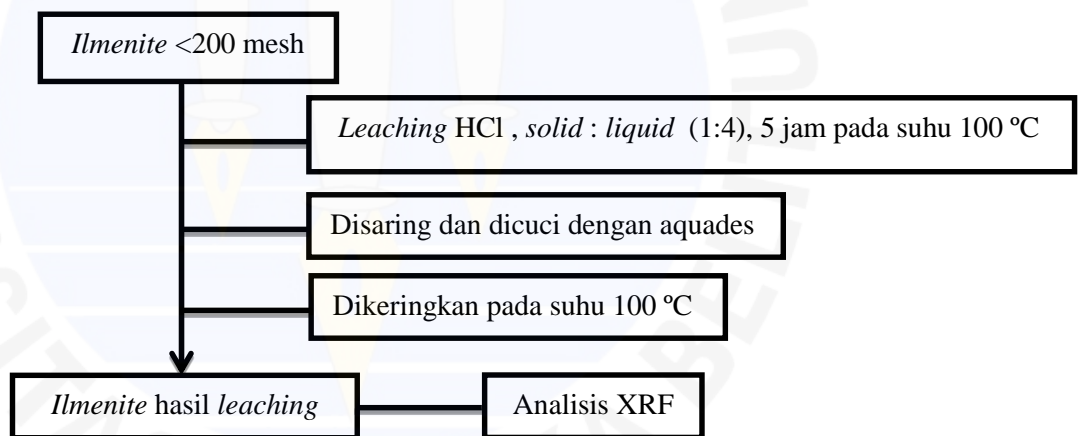 Ilmenite <200 mesh
Leaching HCl , solid : liquid (1:4), 5 jam pada suhu 100 ºC
Disaring dan dicuci dengan aquades
Dikeringkan pada suhu 100 ºC
Ilmenite hasil leaching
Analisis XRF